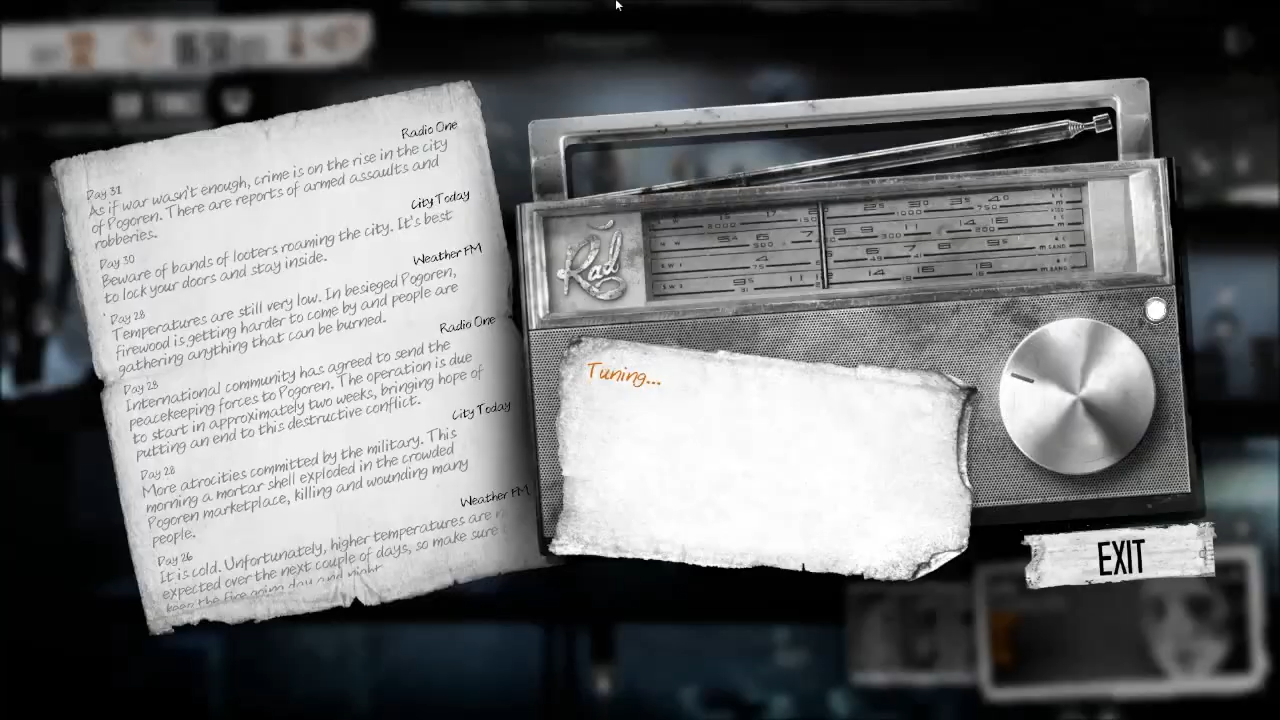 Radio One
Day 31
As if war wasn't enough, crime is on the rise in the city
of Pogoren. There are reports of armed assaults and
robberies.
City Today
Day 30
Beware of bands of looters roaming the city. It's best
to lock your doors and stay inside.
Weather FM
Day 28
Temperatures are still very low. In besieged Pogoren,
firewood is getting harder to come by and people are
gathering anything that can be burned.
Radio One
Day 28
International community has agreed to send the
peacekeeping forces to Pogoren. The operation is due
to start in approximately two weeks, bringing hope of
putting an end to this destructive conflict.
City Today
Day 28
More atrocities committed by the military. This
morning a mortar shell exploded in the crowded
Pogoren marketplace, killing and wounding many
people.
Weather FM
Day 26
It is cold. Unfortunately, higher temperatures are
expected over the next couple of days, so make sure
keep the fire going day and night
Rad
Tuning...
EXIT